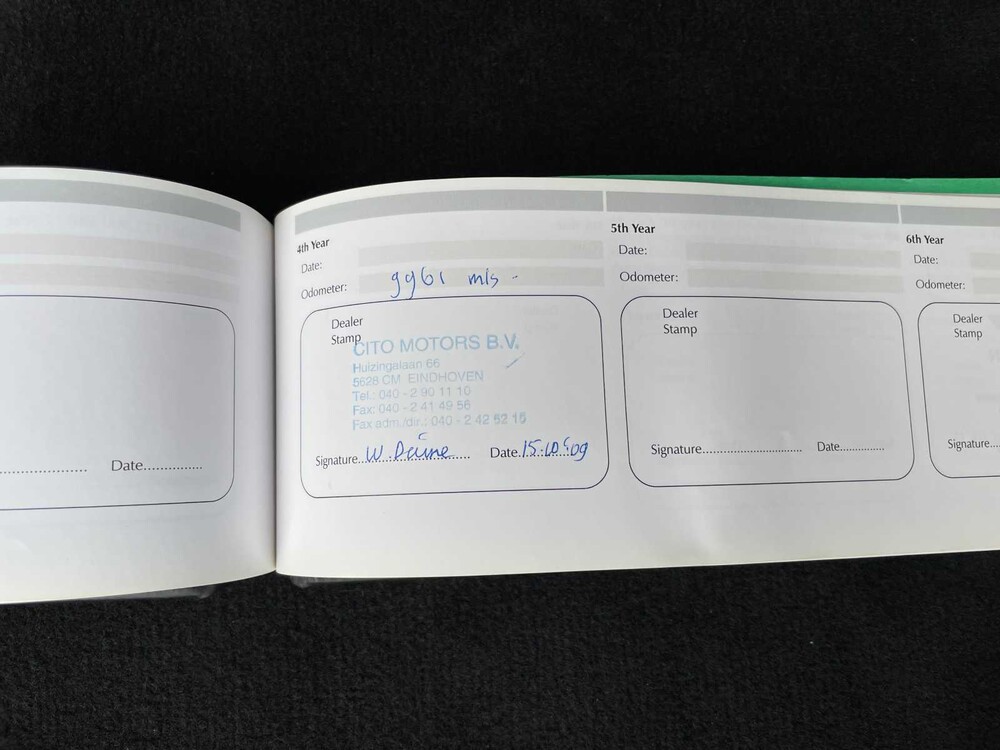 Date...............
4th Year
Date:
Odometer: 9961 mls -
Dealer
Stamp
CITO MOTORS B.V.
Huizingalaan 66
5628 CM EINDHOVEN
Tel.: 040 - 2 90 11 10
Fax: 040 - 2 41 49 56
Fax adm./dir.: 040 - 2 42 52 15
Signature.. W. .... Date. 15.10.'09
5th Year
Date:
Odometer:
Dealer
Stamp
Signature............................ Date...............
6th Year
Date:
Odometer:
Dealer
Stamp
Signature....